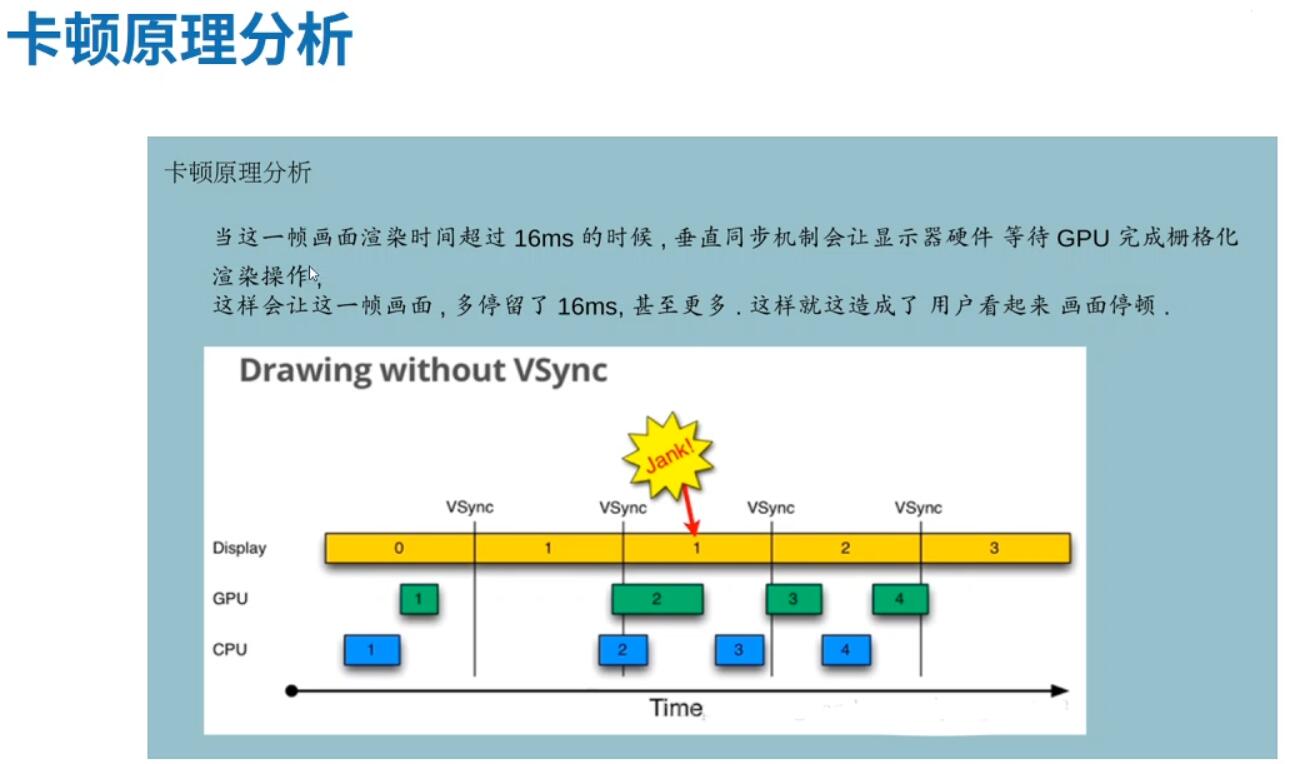 卡顿原理分析
卡顿原理分析
当这一帧画面渲染时间超过 16ms 的时候 , 垂直同步机制会让显示器硬件 等待 GPU 完成栅格化
渲染操作,
这样会让这一帧画面 , 多停留了 16ms, 甚至更多 . 这样就这造成了 用户看起来 画面停顿 .
Drawing without VSync
Jank!
VSync VSync VSync VSync
Display 0 1 1 2 3
GPU 1 2 3 4
CPU 1 2 3 4
Time